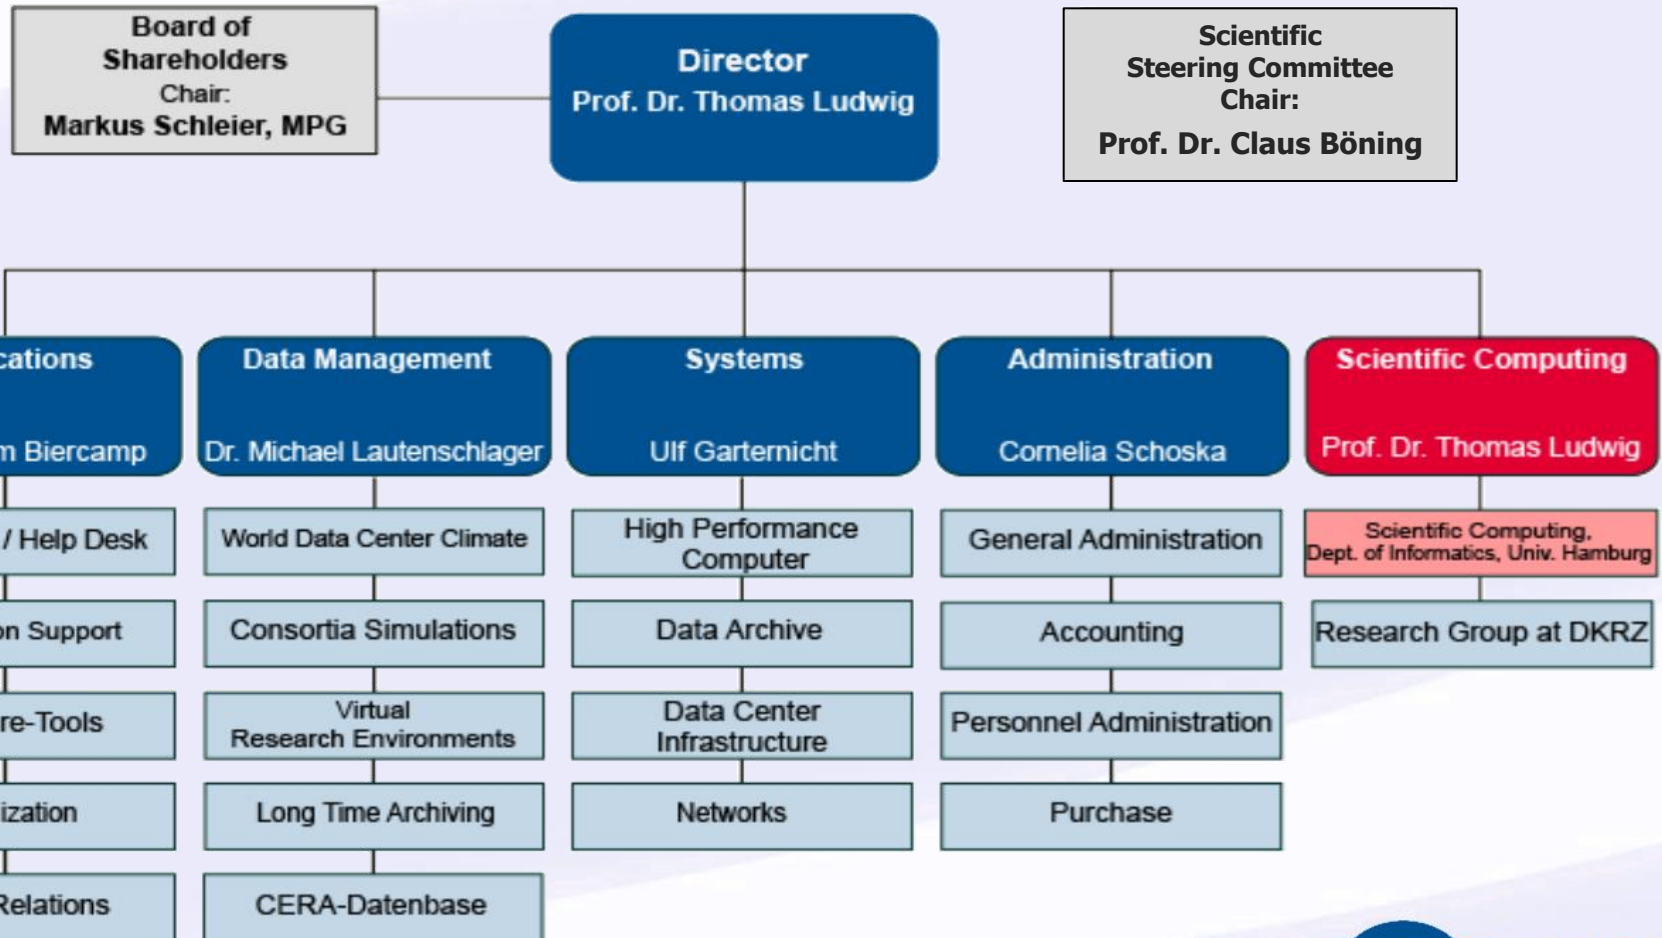 Board of
Shareholders
Chair:
Markus Schleier, MPG
Director
Prof. Dr. Thomas Ludwig
Scientific
Steering Committee
Chair:
Prof. Dr. Claus Böning
cations
m Biercamp
/ Help Desk
on Support
re-Tools
ization
Relations
Data Management
Dr. Michael Lautenschlager
World Data Center Climate
Consortia Simulations
Virtual
Research Environments
Long Time Archiving
CERA-Datenbase
Systems
Ulf Garternicht
High Performance
Computer
Data Archive
Data Center
Infrastructure
Networks
Administration
Cornelia Schoska
General Administration
Accounting
Personnel Administration
Purchase
Scientific Computing
Prof. Dr. Thomas Ludwig
Scientific Computing,
Dept. of Informatics, Univ. Hamburg
Research Group at DKRZ